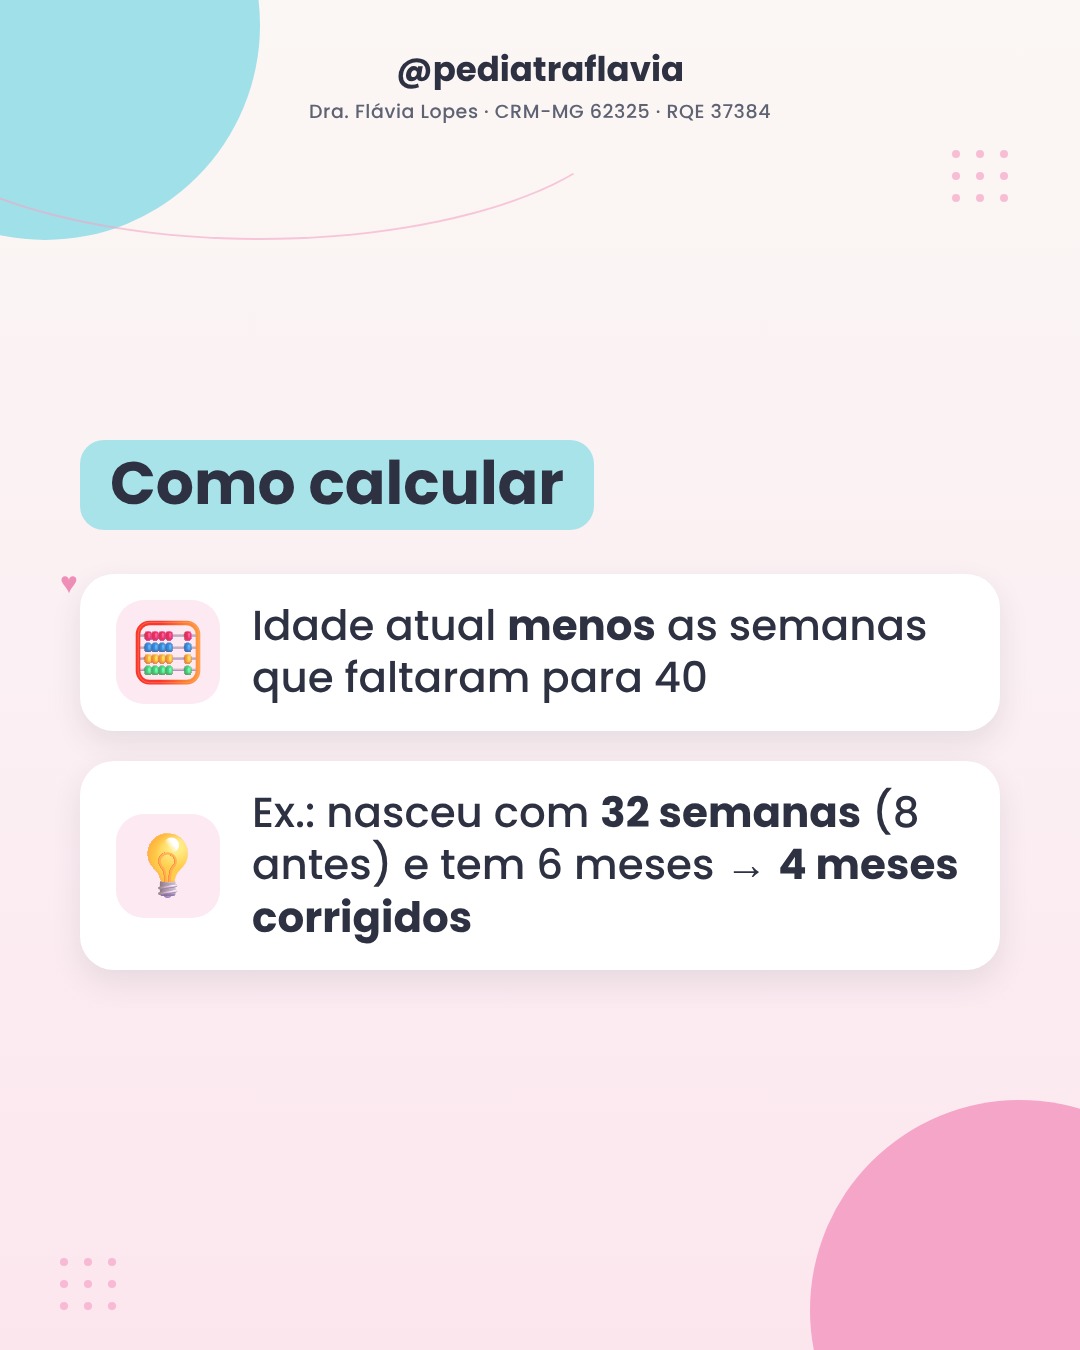 @pediatraflavia
Dra. Flávia Lopes · CRM-MG 62325 · RQE 37384
Como calcular
Idade atual menos as semanas
que faltaram para 40
Ex.: nasceu com 32 semanas (8
antes) e tem 6 meses → 4 meses
corrigidos